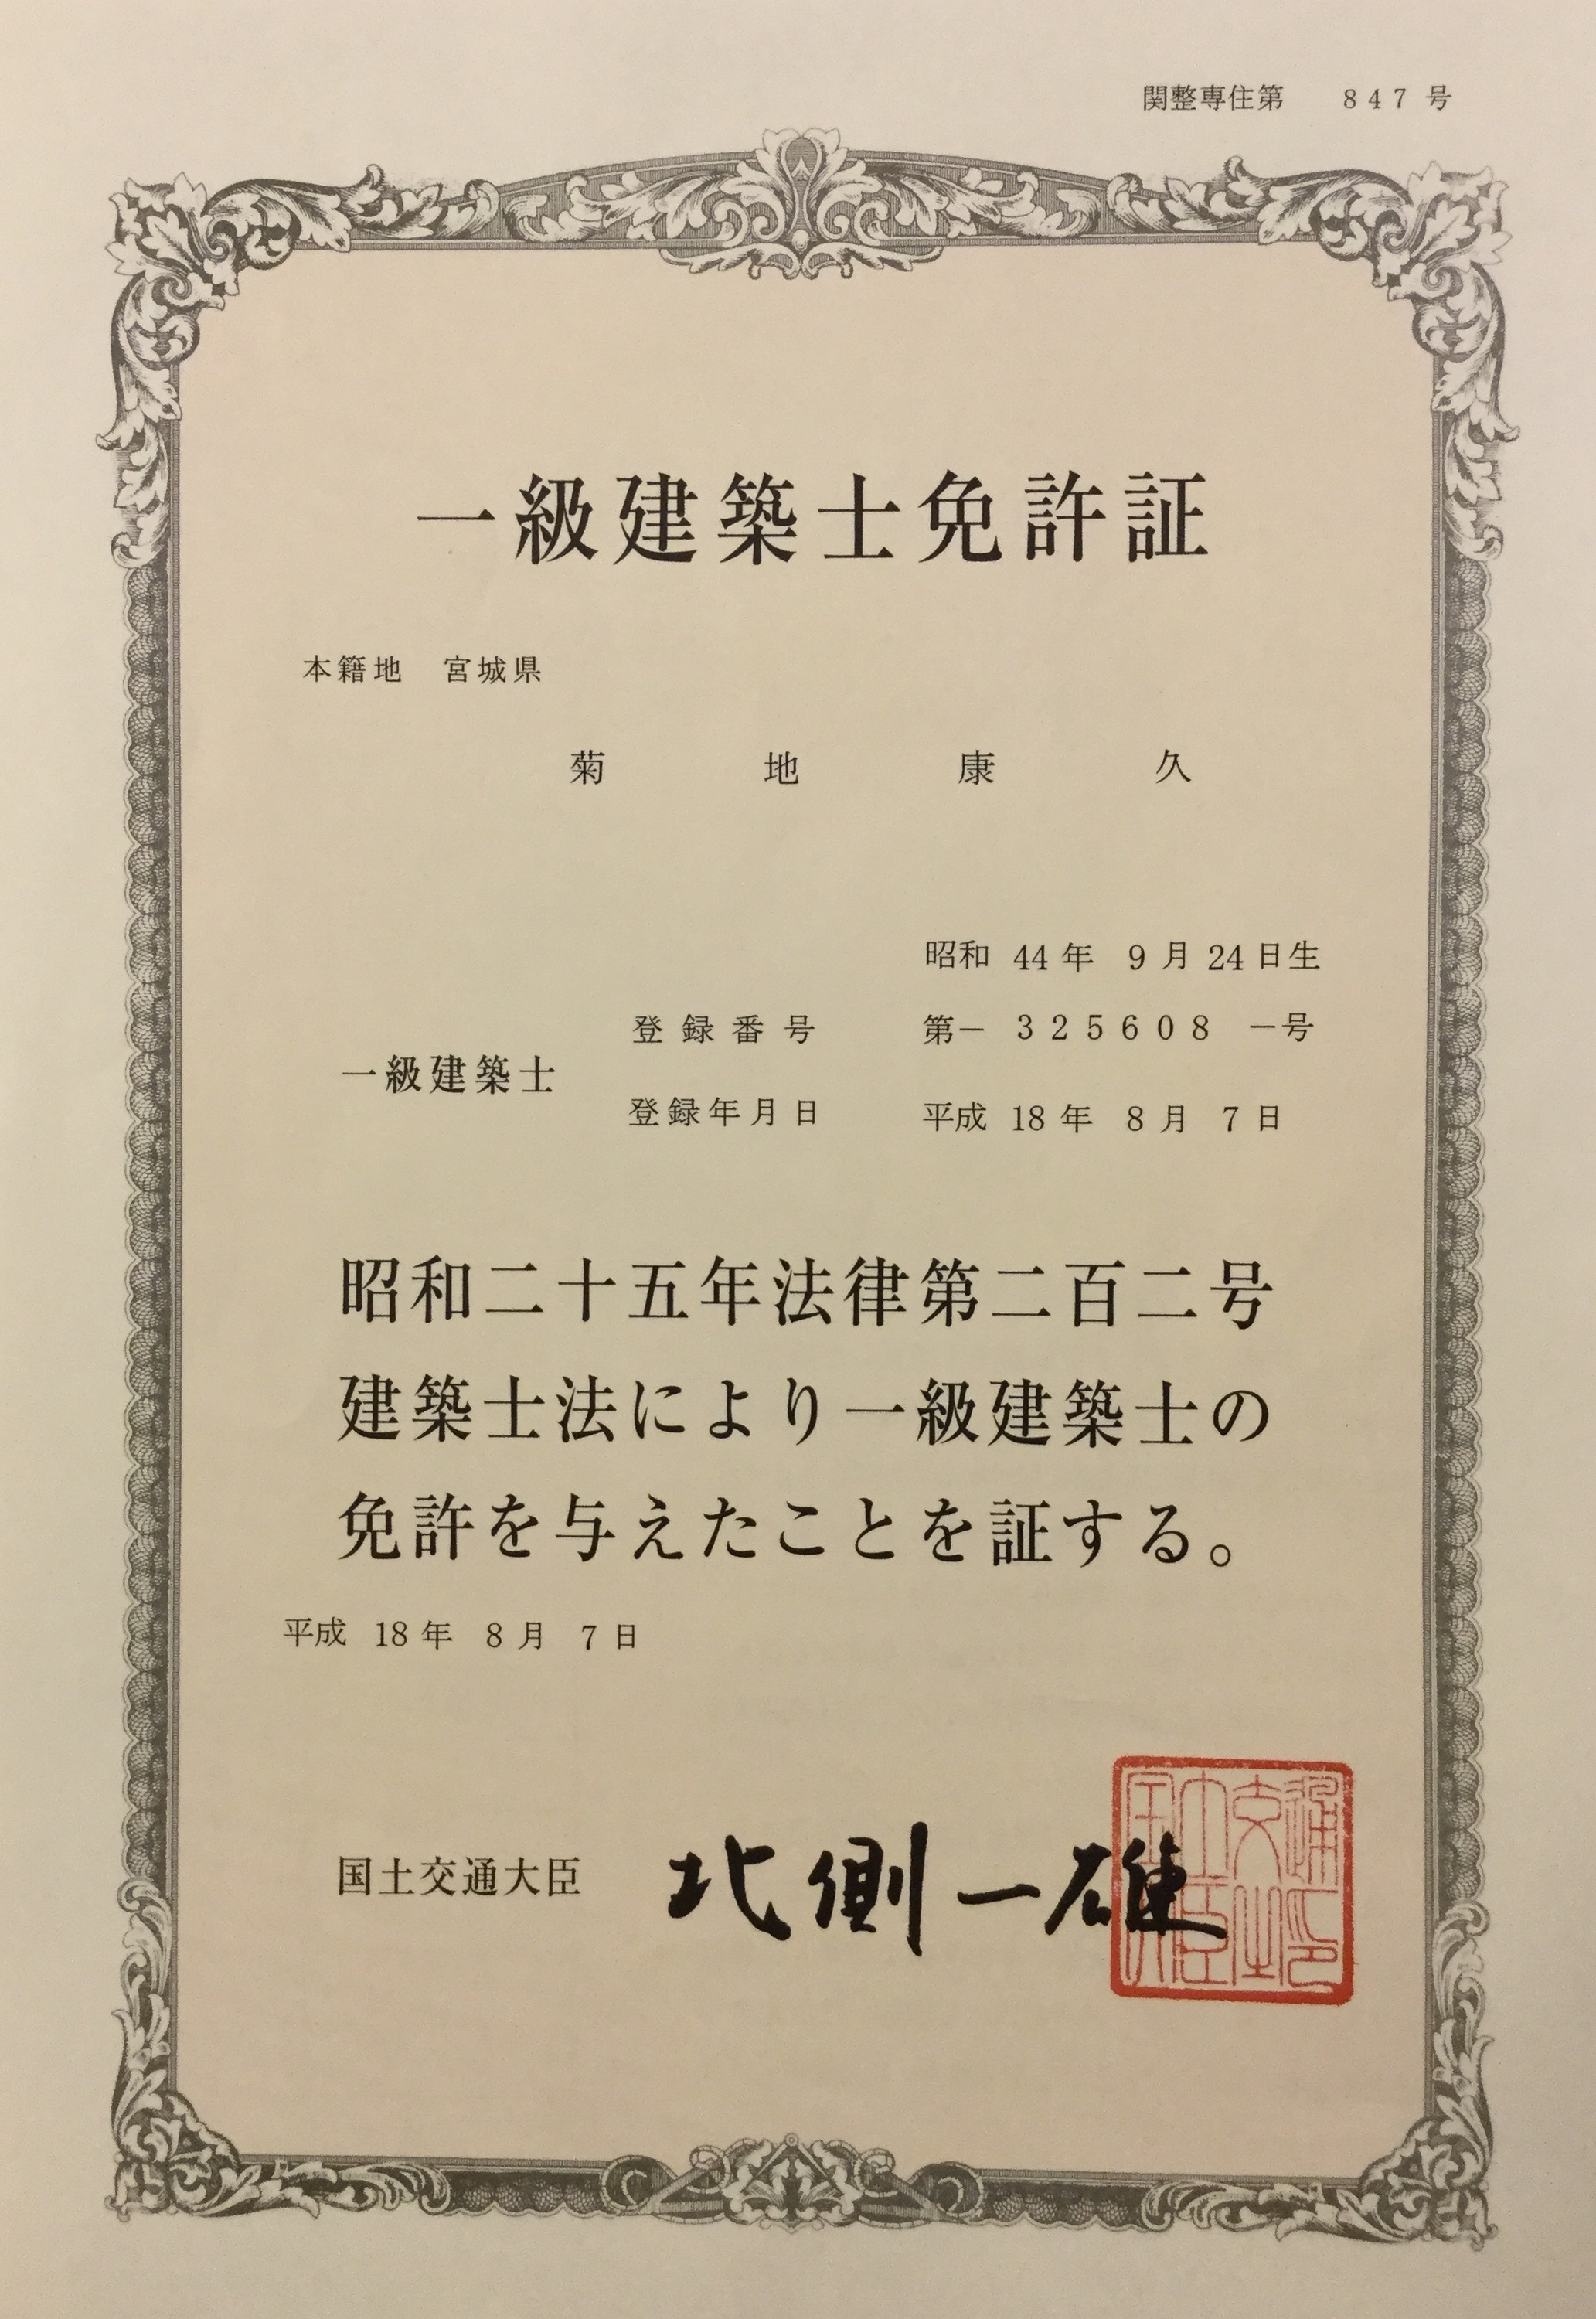 関整専住第 847 号
一級建築士免許証
本籍地 宮城県
菊地康久
昭和 44 年 9 月 24 日生
登録番号 第― 325608 ―号
一級建築士
登録年月日 平成 18 年 8 月 7 日
昭和二十五年法律第二百二号
建築士法により一級建築士の
免許を与えたことを証する。
平成 18 年 8 月 7 日
国土交通大臣 北側一雄